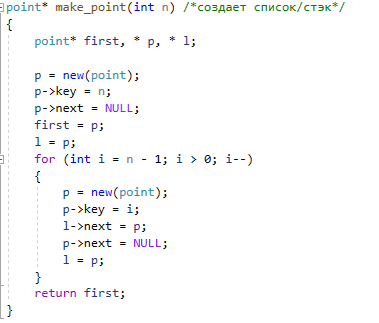 point* make_point(int n) /*создает список/стэк*/
{
point* first, * p, * l;
p = new(point);
p->key = n;
p->next = NULL;
first = p;
l = p;
for (int i = n - 1; i > 0; i--)
{
p = new(point);
p->key = i;
l->next = p;
p->next = NULL;
l = p;
}
return first;
}